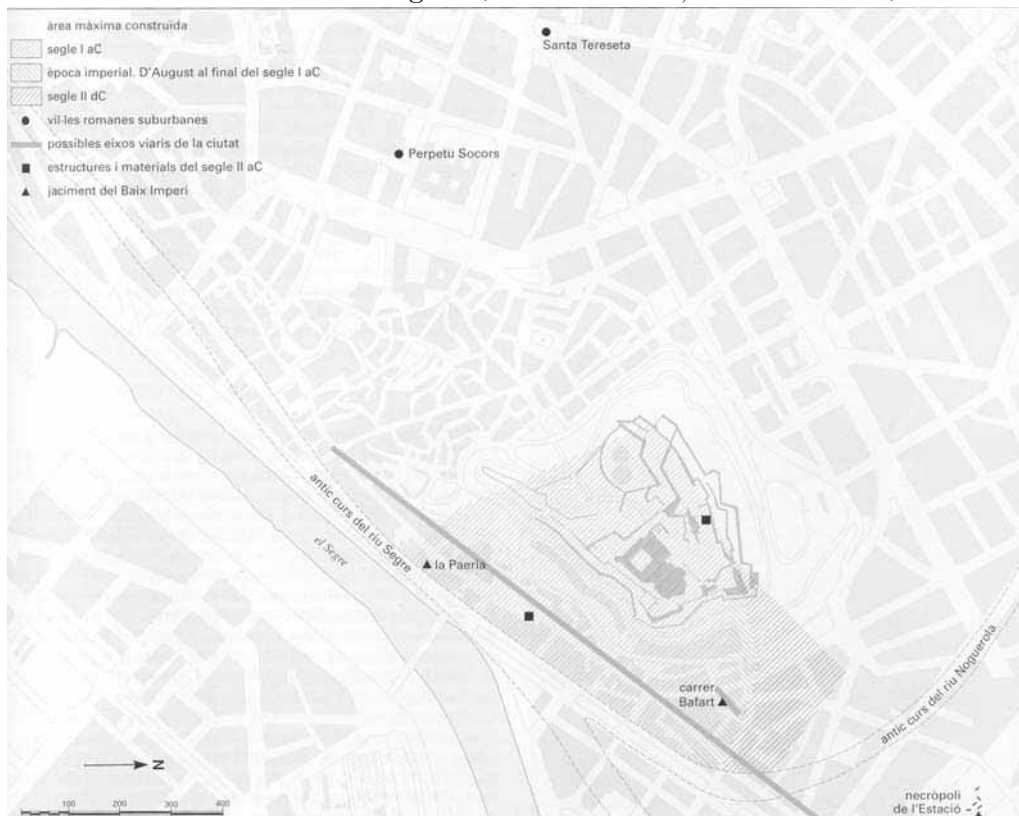 àrea màxima construïda
segle I aC
època imperial. D'August al final del segle I aC
segle II dC
vil·les romanes suburbanes
possibles eixos viaris de la ciutat
estructures i materials del segle II aC
jaciment del Baix Imperi
Santa Tereseta
Perpetu Socors
antic curs del riu Segre
el Segre
la Paeria
carrer
Bafart
antic curs del riu Noguerola
necròpoli
de l'Estació
N
100 200 300 400